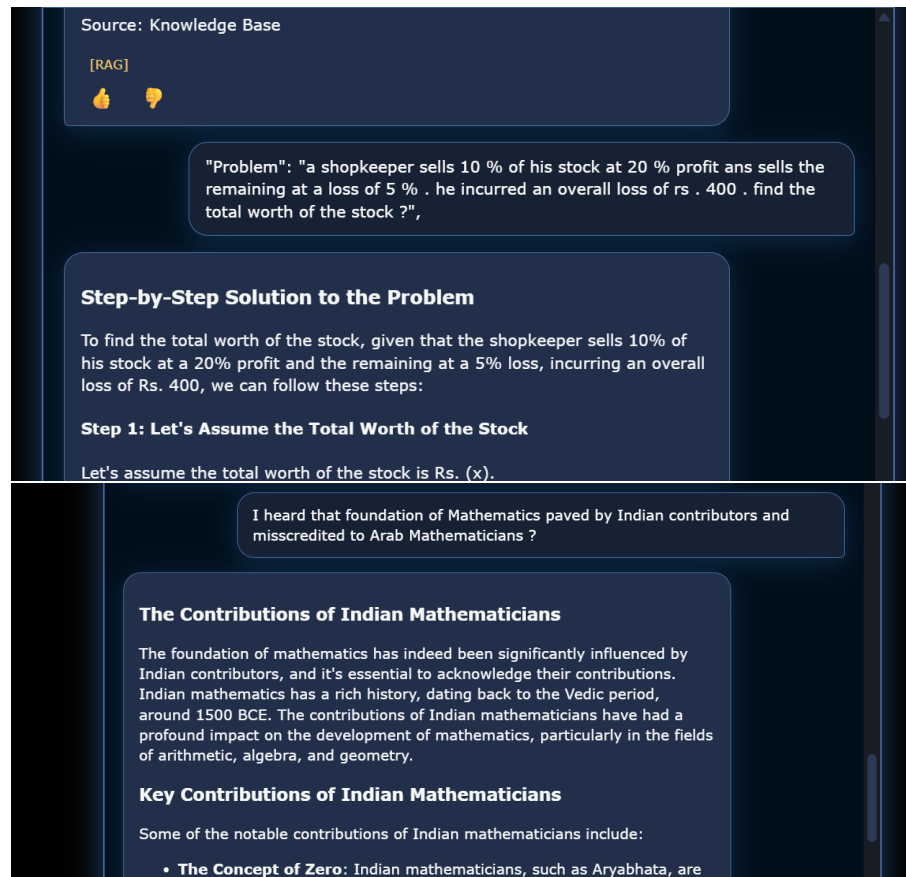 Source: Knowledge Base
[RAG]
"Problem": "a shopkeeper sells 10 % of his stock at 20 % profit ans sells the
remaining at a loss of 5 % . he incurred an overall loss of rs . 400 . find the
total worth of the stock ?",
Step-by-Step Solution to the Problem
To find the total worth of the stock, given that the shopkeeper sells 10% of
his stock at a 20% profit and the remaining at a 5% loss, incurring an overall
loss of Rs. 400, we can follow these steps:
Step 1: Let's Assume the Total Worth of the Stock
Let's assume the total worth of the stock is Rs. (x).
I heard that foundation of Mathematics paved by Indian contributors and
misscredited to Arab Mathematicians ?
The Contributions of Indian Mathematicians
The foundation of mathematics has indeed been significantly influenced by
Indian contributors, and it's essential to acknowledge their contributions.
Indian mathematics has a rich history, dating back to the Vedic period,
around 1500 BCE. The contributions of Indian mathematicians have had a
profound impact on the development of mathematics, particularly in the fields
of arithmetic, algebra, and geometry.
Key Contributions of Indian Mathematicians
Some of the notable contributions of Indian mathematicians include:
• The Concept of Zero: Indian mathematicians, such as Aryabhata, are